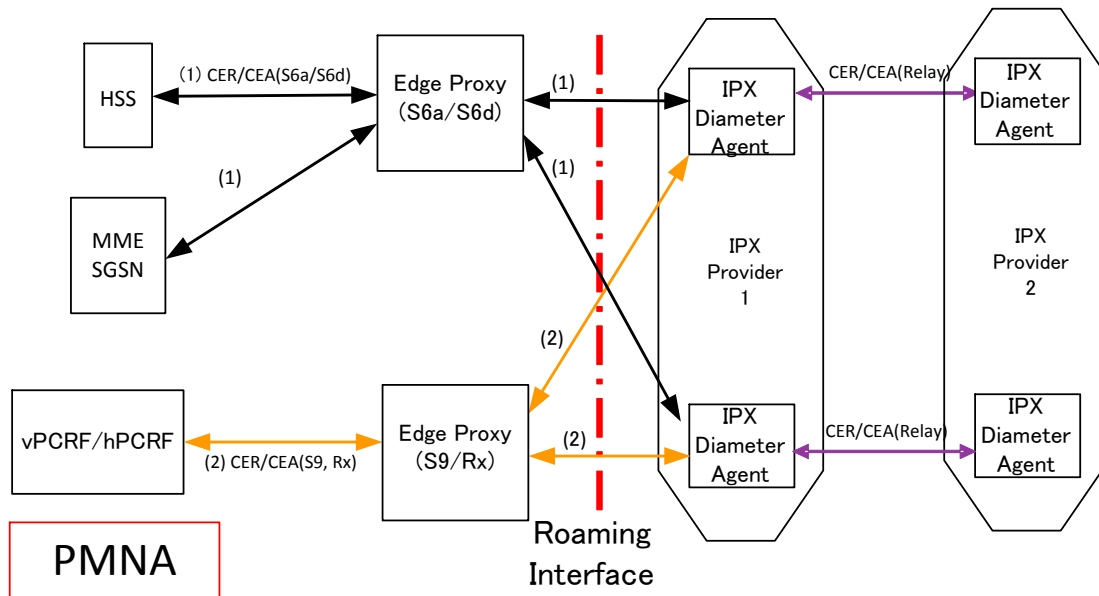 (1) CER/CEA(S6a/S6d)
HSS
Edge Proxy
(S6a/S6d)
(1)
IPX
Diameter
Agent
CER/CEA(Relay)
IPX
Diameter
Agent
(1)
(1)
MME
SGSN
IPX
Provider
1
IPX
Provider
2
(2)
vPCRF/hPCRF
(2) CER/CEA(S9, Rx)
Edge Proxy
(S9/Rx)
(2)
IPX
Diameter
Agent
CER/CEA(Relay)
IPX
Diameter
Agent
PMNA
Roaming
Interface